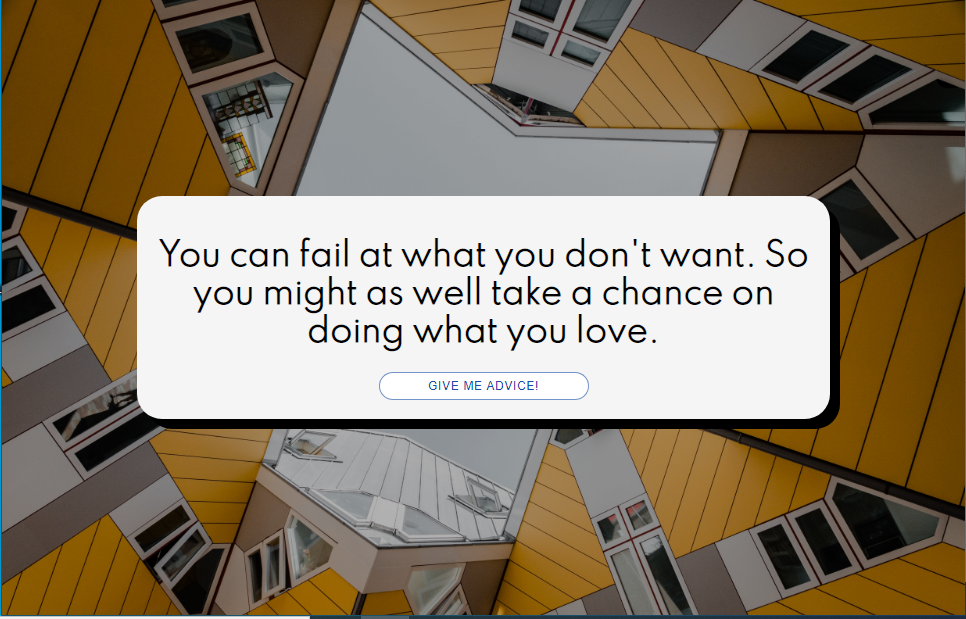 You can fail at what you don't want. So
you might as well take a chance on
doing what you love.
GIVE ME ADVICE!